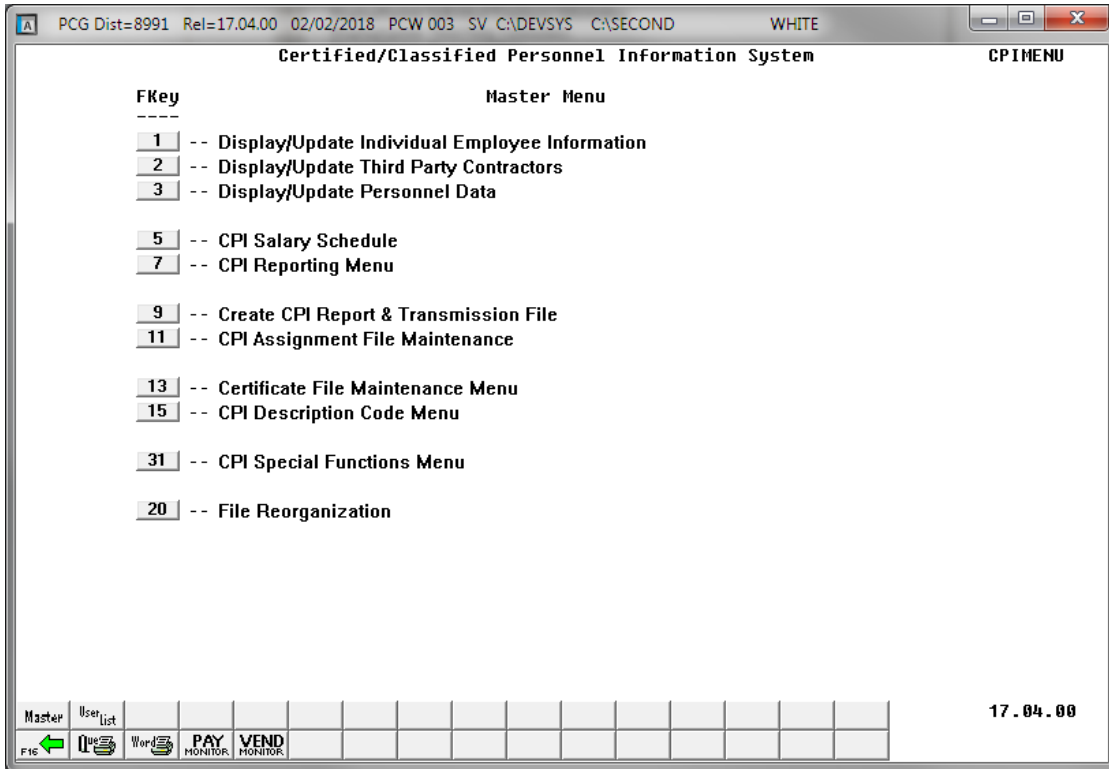 A PCG Dist=8991 Rel=17.04.00 02/02/2018 PCW 003 SV C:\DEVSYS C:\SECOND WHITE
Certified/Classified Personnel Information System CPIMENU
FKey Master Menu
----
1 -- Display/Update Individual Employee Information
2 -- Display/Update Third Party Contractors
3 -- Display/Update Personnel Data
5 -- CPI Salary Schedule
7 -- CPI Reporting Menu
9 -- Create CPI Report & Transmission File
11 -- CPI Assignment File Maintenance
13 -- Certificate File Maintenance Menu
15 -- CPI Description Code Menu
31 -- CPI Special Functions Menu
20 -- File Reorganization
Master User List 17.04.00
F16 Que Word PAY MONITOR VEND MONITOR